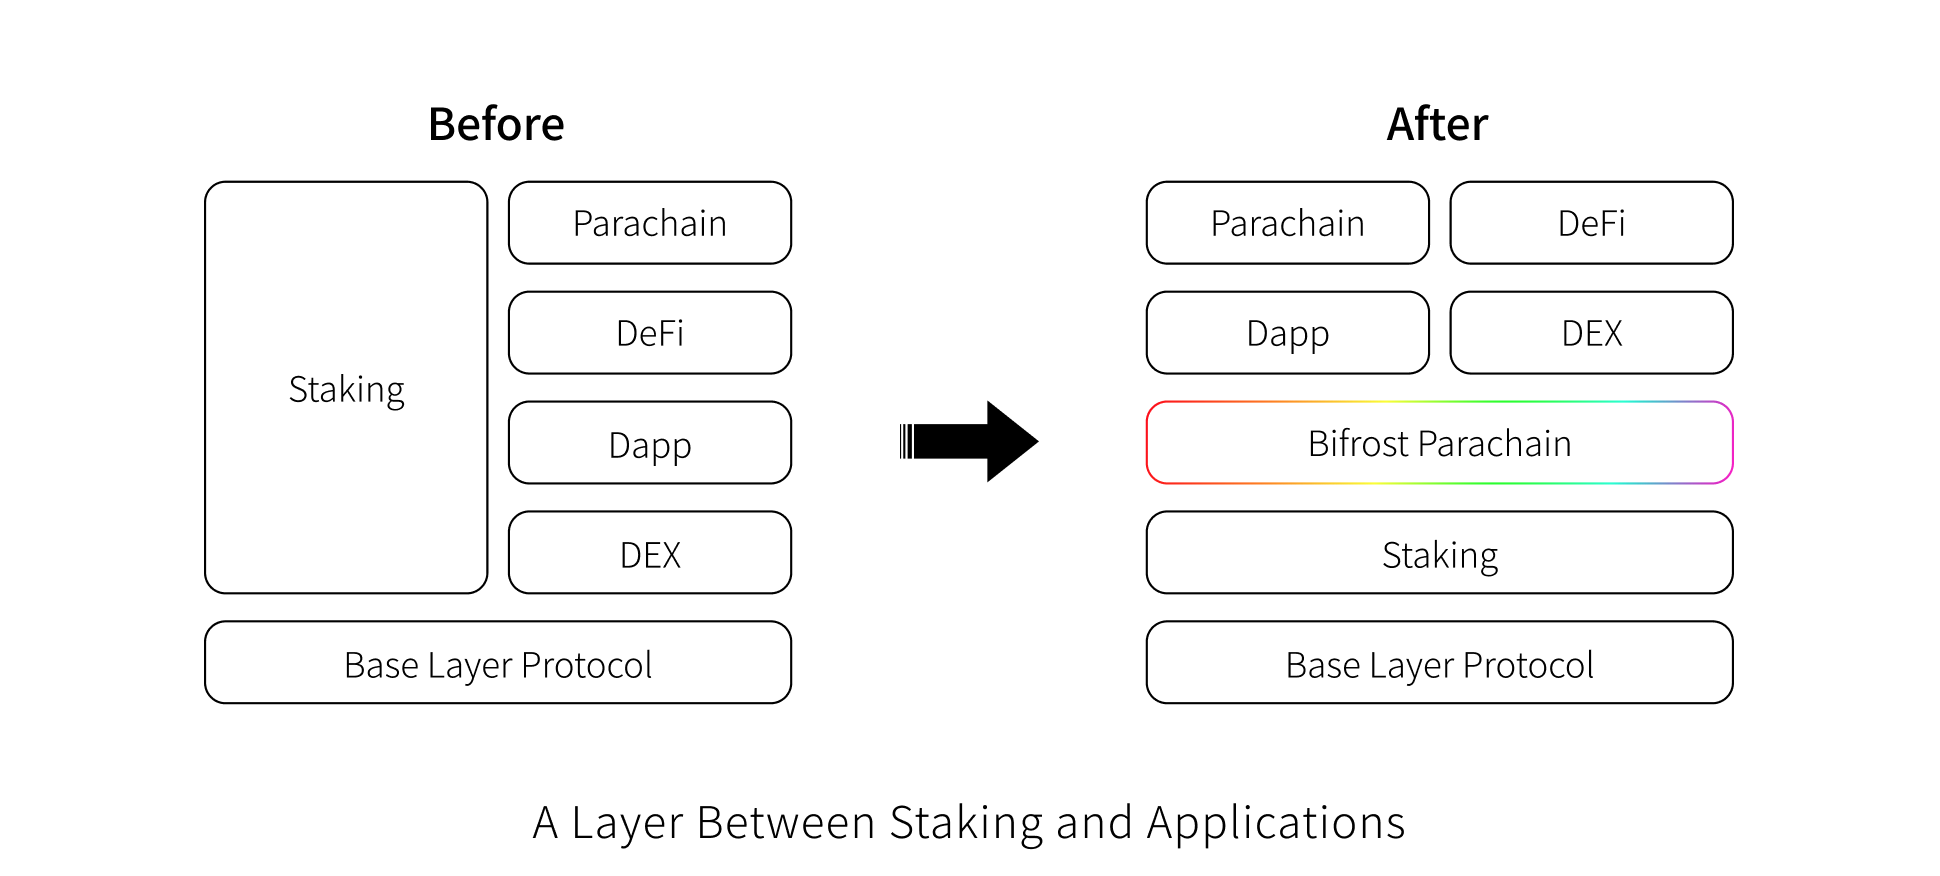 Before
Staking
Parachain
DeFi
Dapp
DEX
Base Layer Protocol
After
Parachain
DeFi
Dapp
DEX
Bifrost Parachain
Staking
Base Layer Protocol
A Layer Between Staking and Applications